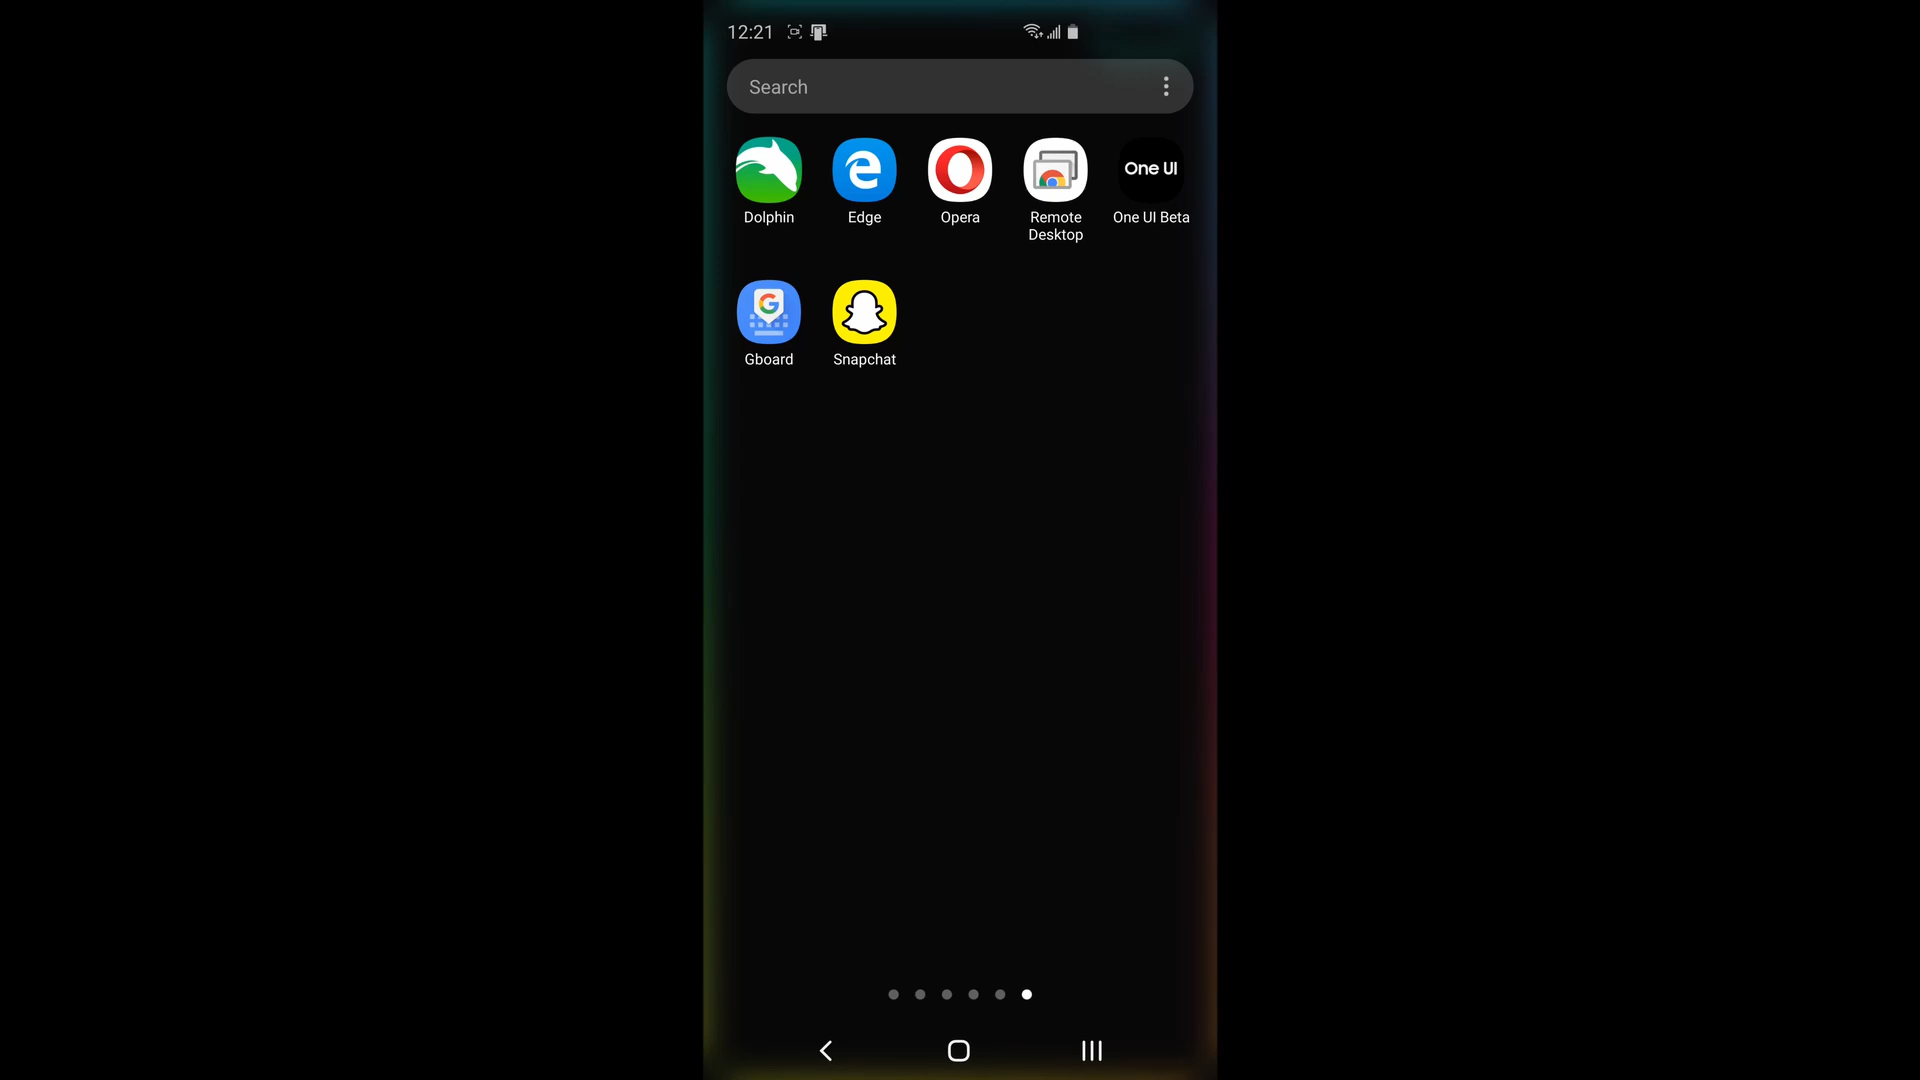 12:21
Search
One UI
Dolphin
Edge
Opera
Remote
Desktop
One UI Beta
G
Gboard
Snapchat